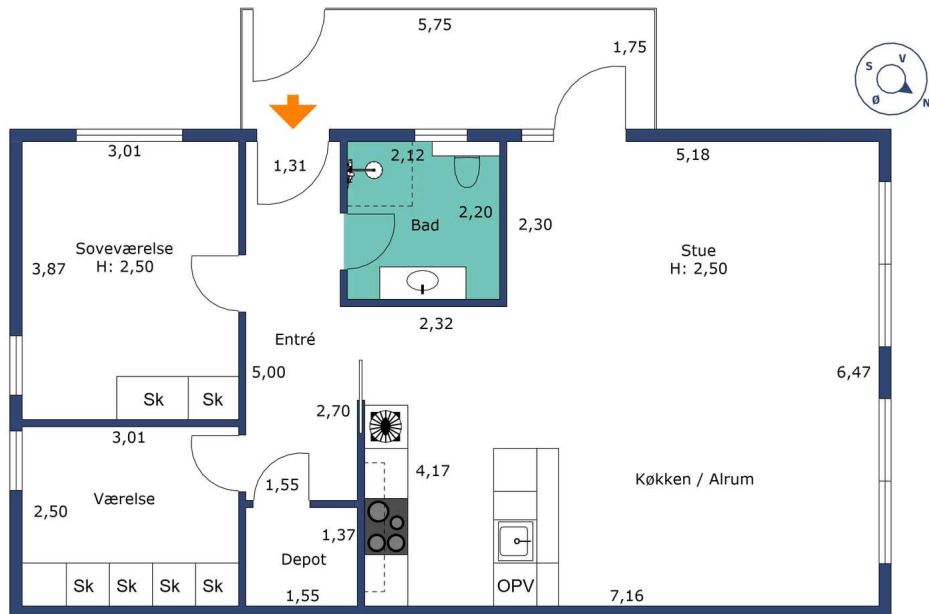 5,75
1,75
S V
Ø N
3,01
1,31
2,12
5,18
Bad
2,20
2,30
Soveværelse
H: 2,50
3,87
Stue
H: 2,50
2,32
Entré
5,00
6,47
Sk Sk
2,70
3,01
4,17
Køkken / Alrum
Værelse
1,55
2,50
1,37
Depot
Sk Sk Sk Sk
1,55
OPV
7,16